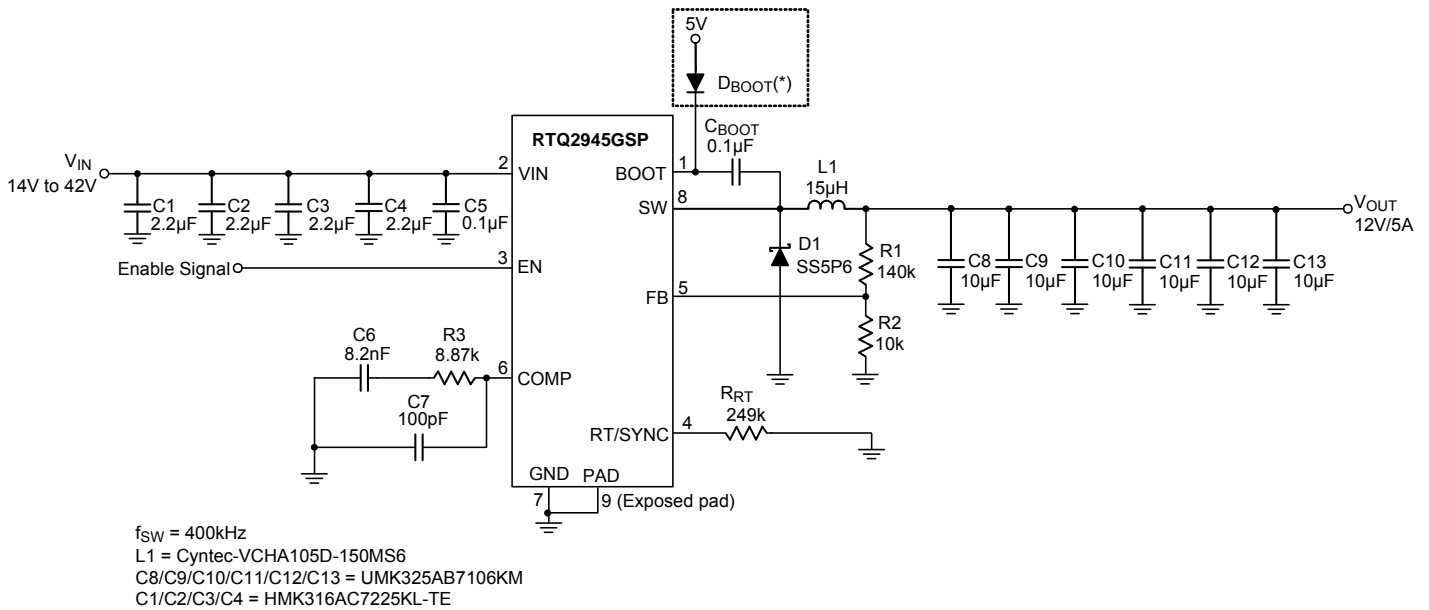 5V
DBOOT(*)
RTQ2945GSP
CBOOT
0.1µF
VIN
14V to 42V
2
VIN
BOOT
1
L1
15µH
C1
2.2µF
C2
2.2µF
C3
2.2µF
C4
2.2µF
C5
0.1µF
SW
8
VOUT
12V/5A
Enable Signal
3
EN
D1
SS5P6
R1
140k
C8
10µF
C9
10µF
C10
10µF
C11
10µF
C12
10µF
C13
10µF
FB
5
R2
10k
C6
8.2nF
R3
8.87k
6
COMP
C7
100pF
RRT
249k
RT/SYNC
4
GND
PAD
7
9 (Exposed pad)
fSW = 400kHz
L1 = Cyntec-VCHA105D-150MS6
C8/C9/C10/C11/C12/C13 = UMK325AB7106KM
C1/C2/C3/C4 = HMK316AC7225KL-TE